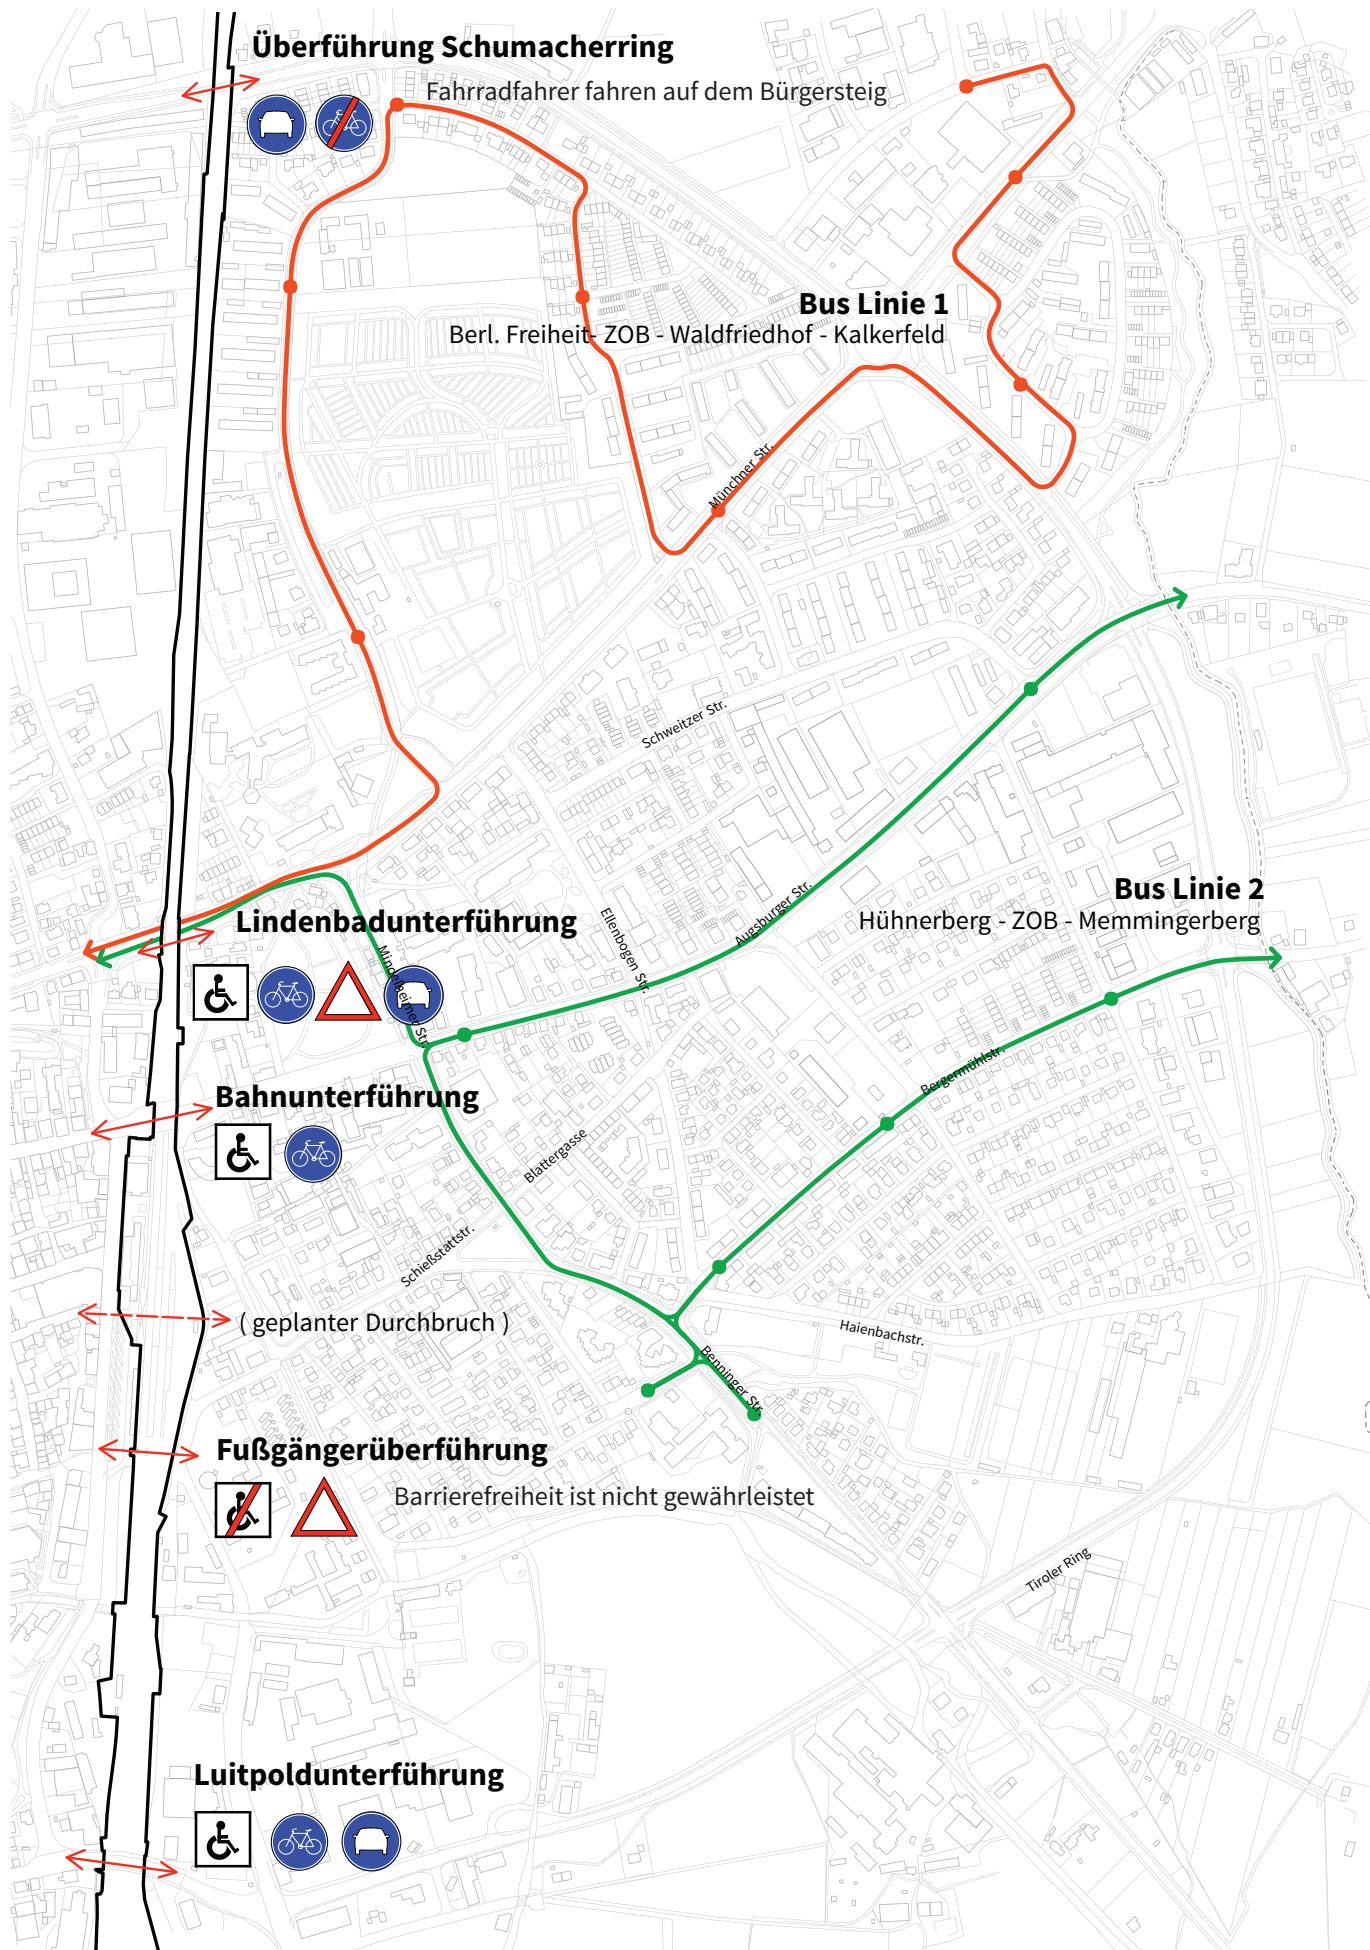 Überführung Schumacherring
Fahrradfahrer fahren auf dem Bürgersteig
Bus Linie 1
Berl. Freiheit- ZOB - Waldfriedhof - Kalkerfeld
Münchner Str.
Schweitzer Str.
Bus Linie 2
Hühnerberg - ZOB - Memmingerberg
Augsburger Str.
Ellenbogen Str.
Lindenbadunterführung
Mindelheimer Str.
Bergermühlstr.
Bahnunterführung
Blattergasse
Schießstattstr.
( geplanter Durchbruch )
Haienbachstr.
Benninger Str.
Fußgängerüberführung
Barrierefreiheit ist nicht gewährleistet
Tiroler Ring
Luitpoldunterführung